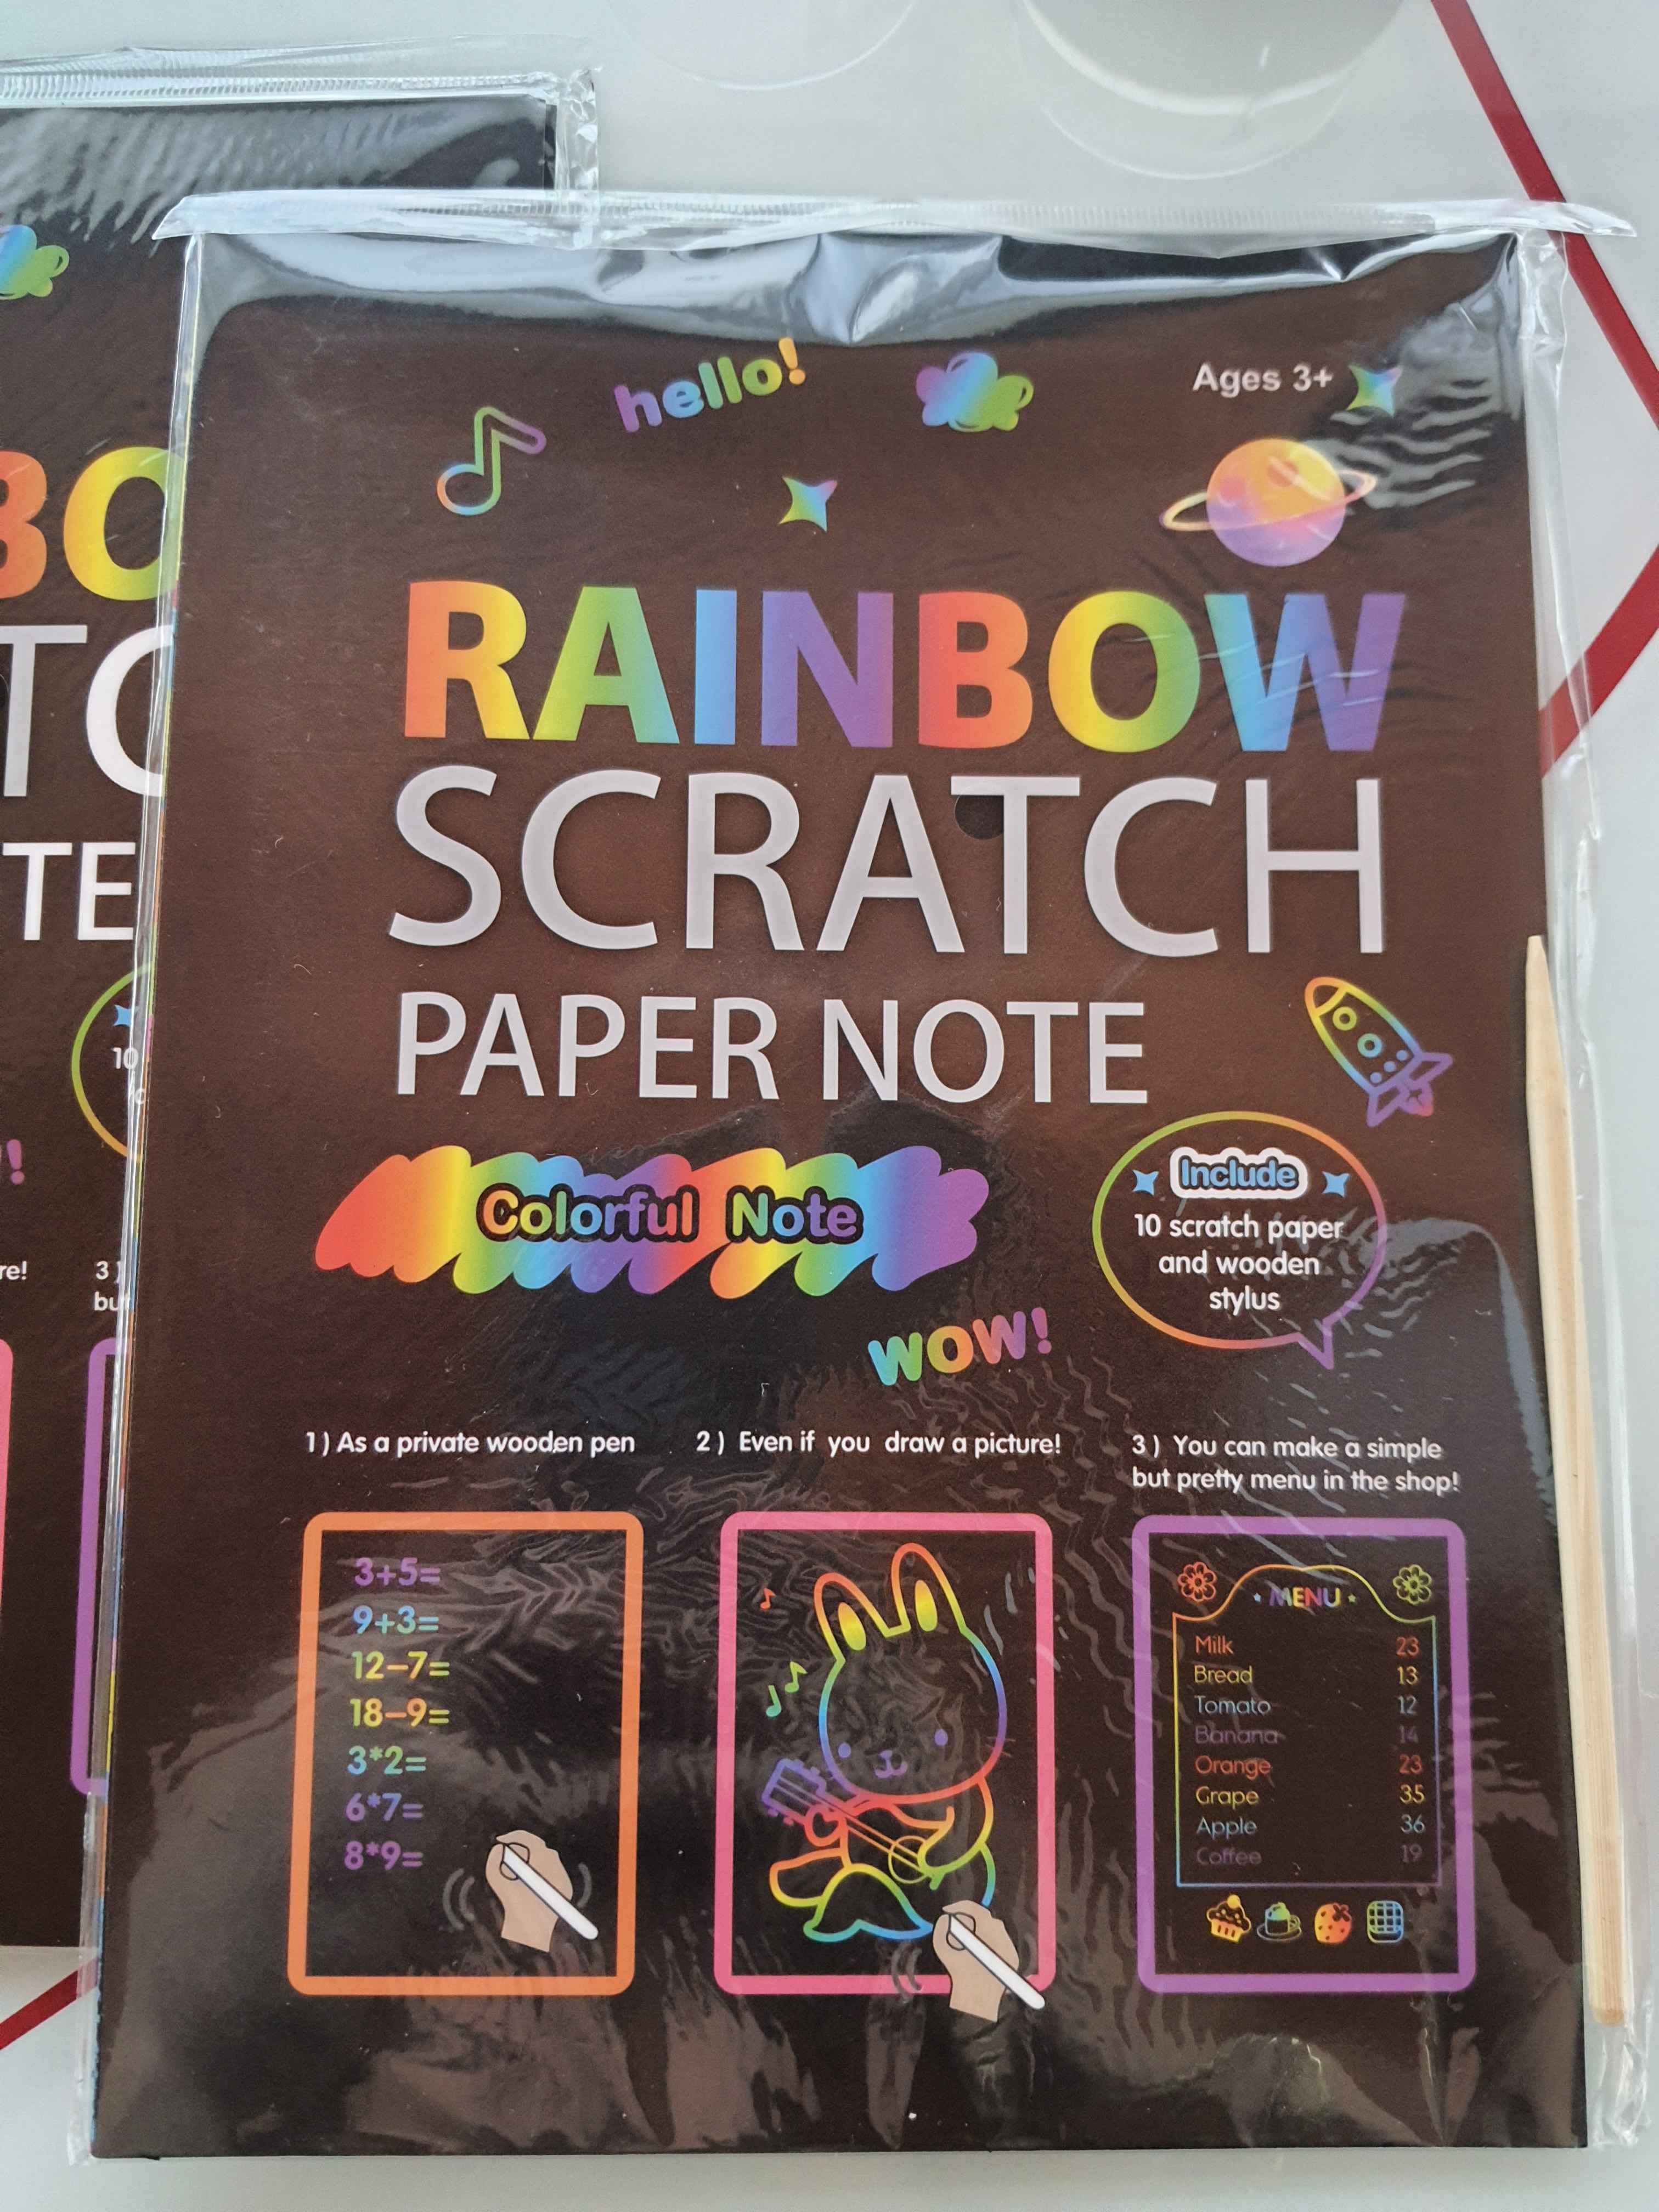 hello!
Ages 3+
RAINBOW
SCRATCH
PAPER NOTE
Include
10 scratch paper
and wooden
stylus
Colorful Note
WOW!
1) As a private wooden pen
2) Even if you draw a picture!
3) You can make a simple
but pretty menu in the shop!
3+5=
9+3=
12-7=
18-9=
3*2=
6*7=
8*9=
MENU
Milk 23
Bread 13
Tomato 12
Banana 14
Orange 23
Grape 35
Apple 36
Coffee 19
BO
TC
TE
10
!
re!
3)
bu